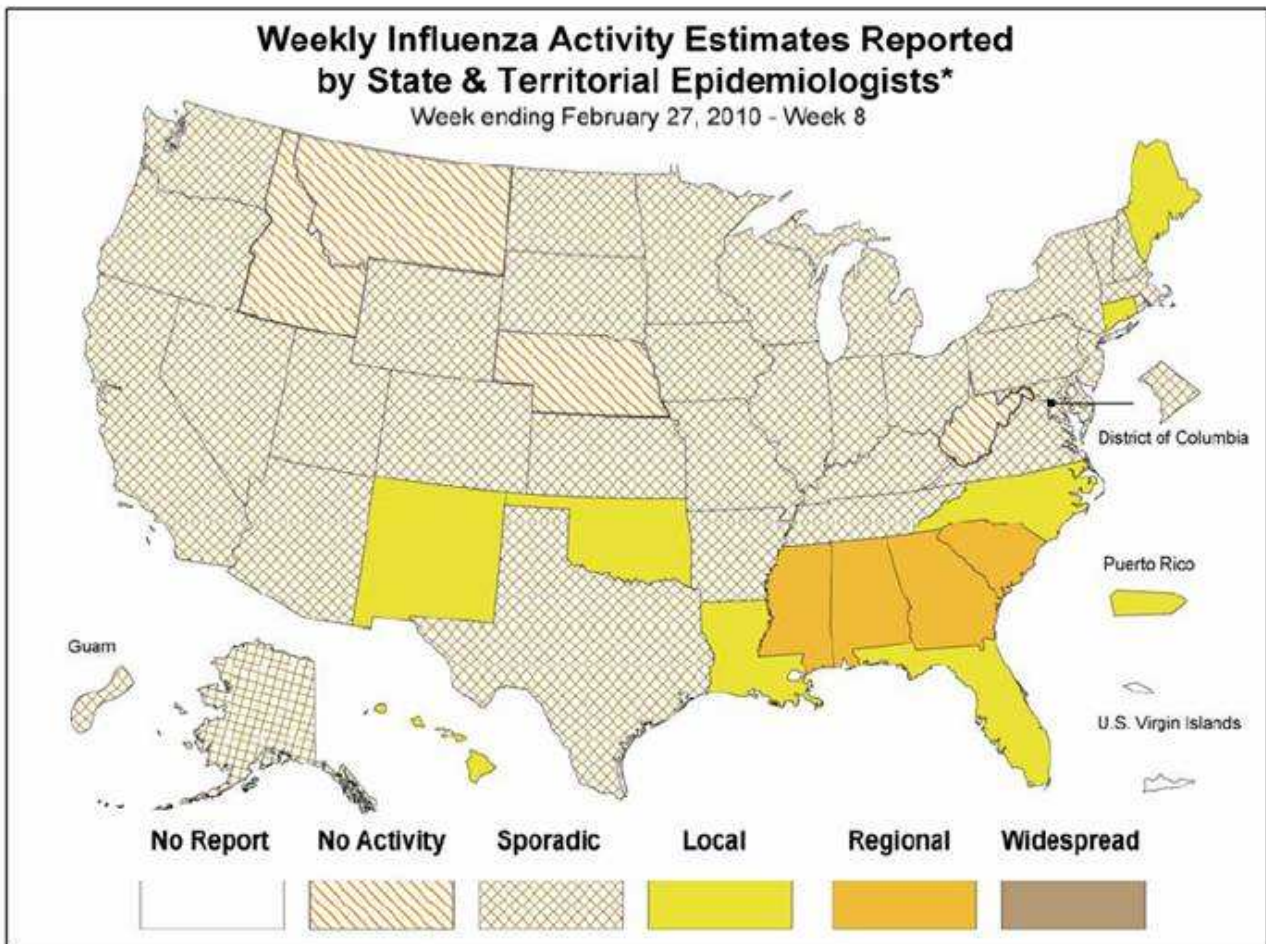 Weekly Influenza Activity Estimates Reported
by State & Territorial Epidemiologists*
Week ending February 27, 2010 - Week 8
District of Columbia
Puerto Rico
Guam
U.S. Virgin Islands
No Report
No Activity
Sporadic
Local
Regional
Widespread